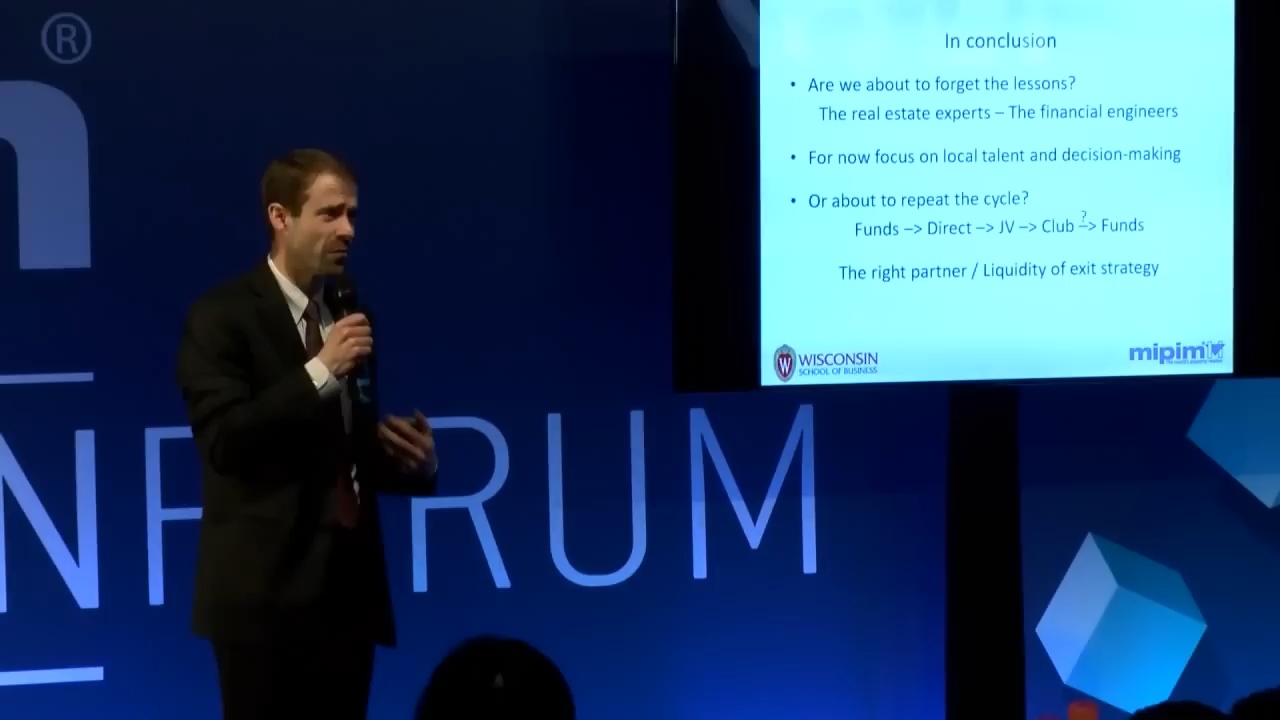 ®
n
NF RUM
In conclusion
• Are we about to forget the lessons?
The real estate experts – The financial engineers
• For now focus on local talent and decision-making
• Or about to repeat the cycle?
?
Funds –> Direct –> JV –> Club –> Funds
The right partner / Liquidity of exit strategy
W WISCONSIN
SCHOOL OF BUSINESS
mipim